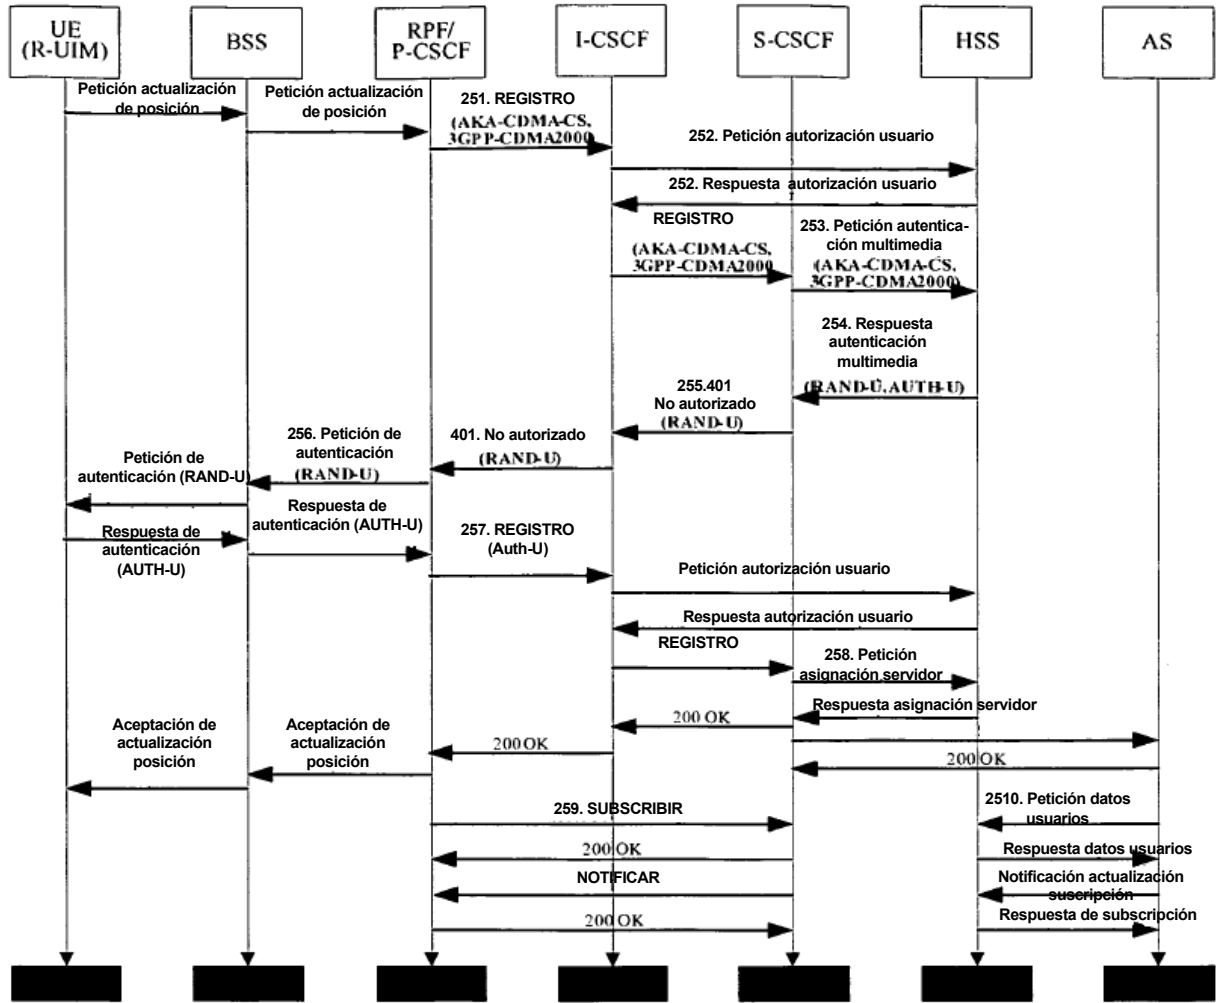 UE
(R-UIM)
BSS
RPF/
P-CSCF
I-CSCF
S-CSCF
HSS
AS
Petición actualización
de posición
Petición actualización
de posición
251. REGISTRO
(AKA-CDMA-CS,
3GPP-CDMA2000)
252. Petición autorización usuario
252. Respuesta autorización usuario
REGISTRO
(AKA-CDMA-CS,
3GPP-CDMA2000
253. Petición autentica-
ción multimedia
(AKA-CDMA-CS,
3GPP-CDMA2000)
254. Respuesta
autenticación
multimedia
(RAND-U, AUTH-U)
255.401
No autorizado
(RAND-U)
401. No autorizado
(RAND-U)
256. Petición de
autenticación
(RAND-U)
Petición de
autenticación (RAND-U)
Respuesta de
autenticación
(AUTH-U)
Respuesta de
autenticación (AUTH-U)
257. REGISTRO
(Auth-U)
Petición autorización usuario
Respuesta autorización usuario
REGISTRO
258. Petición
asignación servidor
Respuesta asignación servidor
200 OK
200 OK
Aceptación de
actualización
posición
Aceptación de
actualización
posición
200 OK
259. SUBSCRIBIR
2510. Petición datos
usuarios
200 OK
Respuesta datos usuarios
NOTIFICAR
Notificación actualización
suscripción
200 OK
Respuesta de subscripción